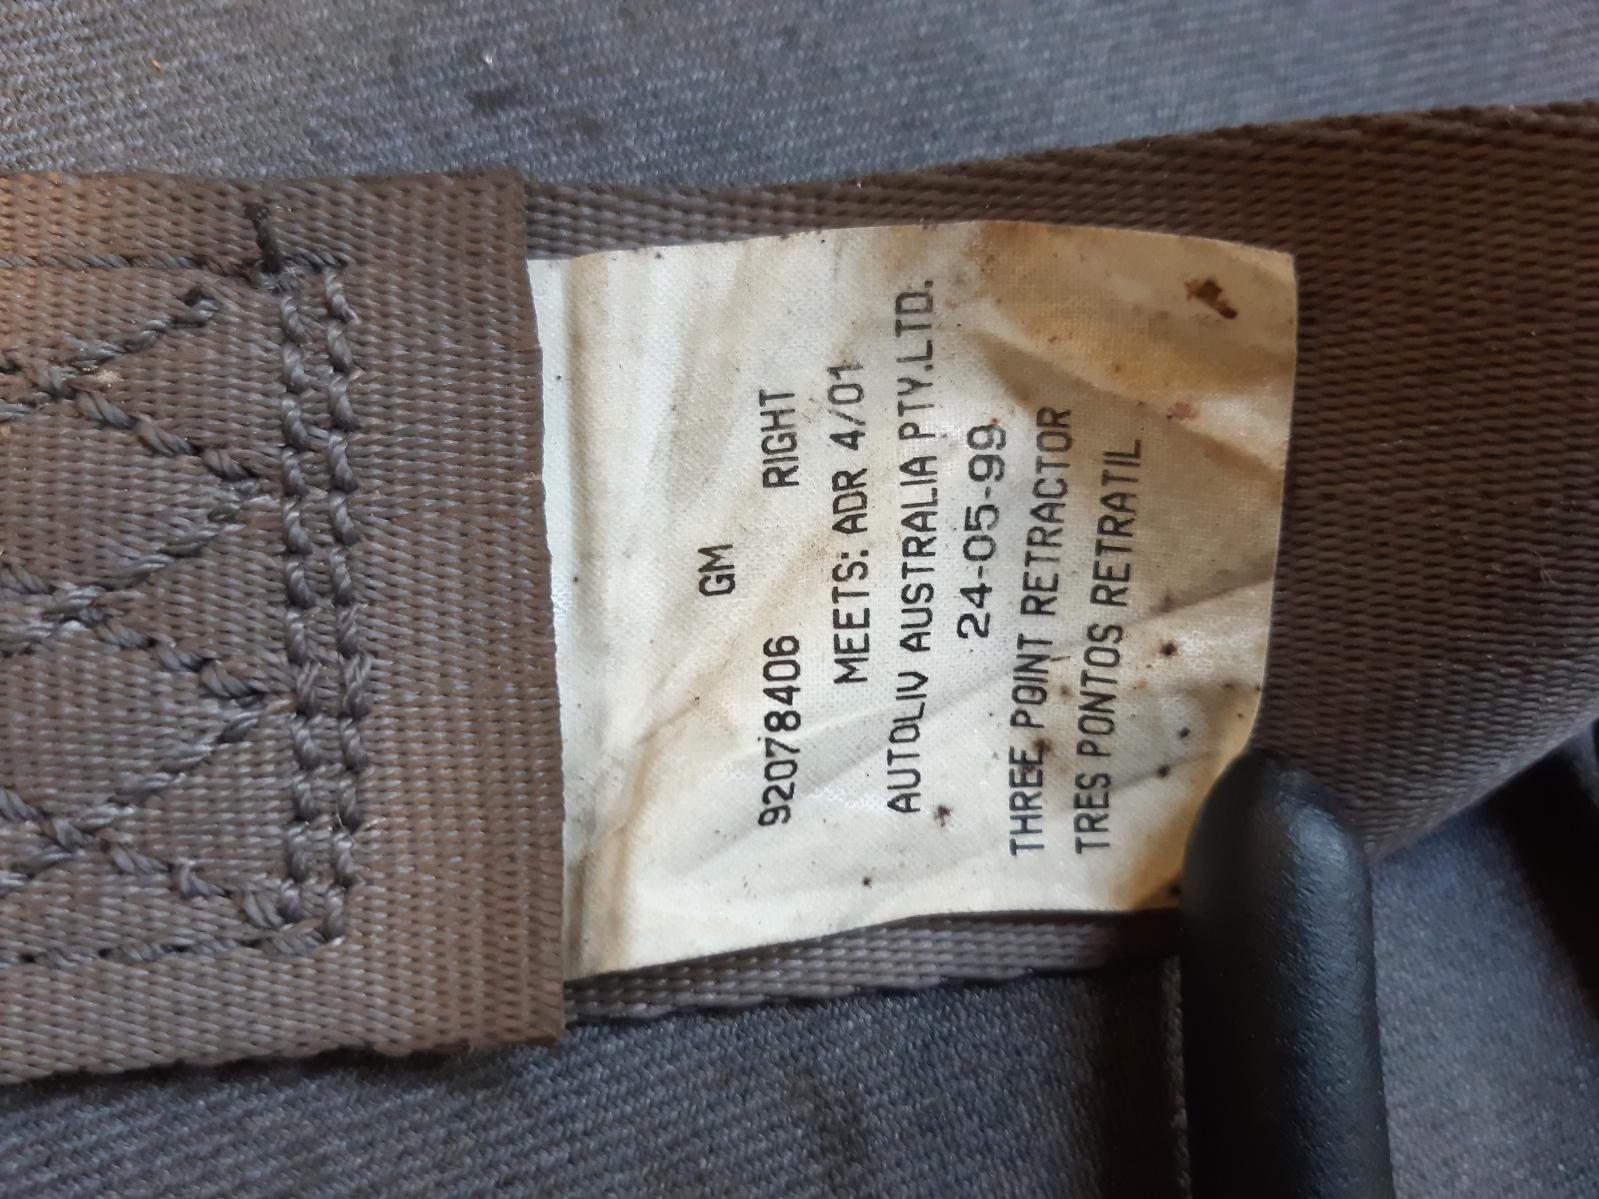 GM
92078406 RIGHT
MEETS: ADR 4/01
AUTOLIV AUSTRALIA PTY.LTD.
24-05-99
THREE POINT RETRACTOR
TRES PONTOS RETRATIL